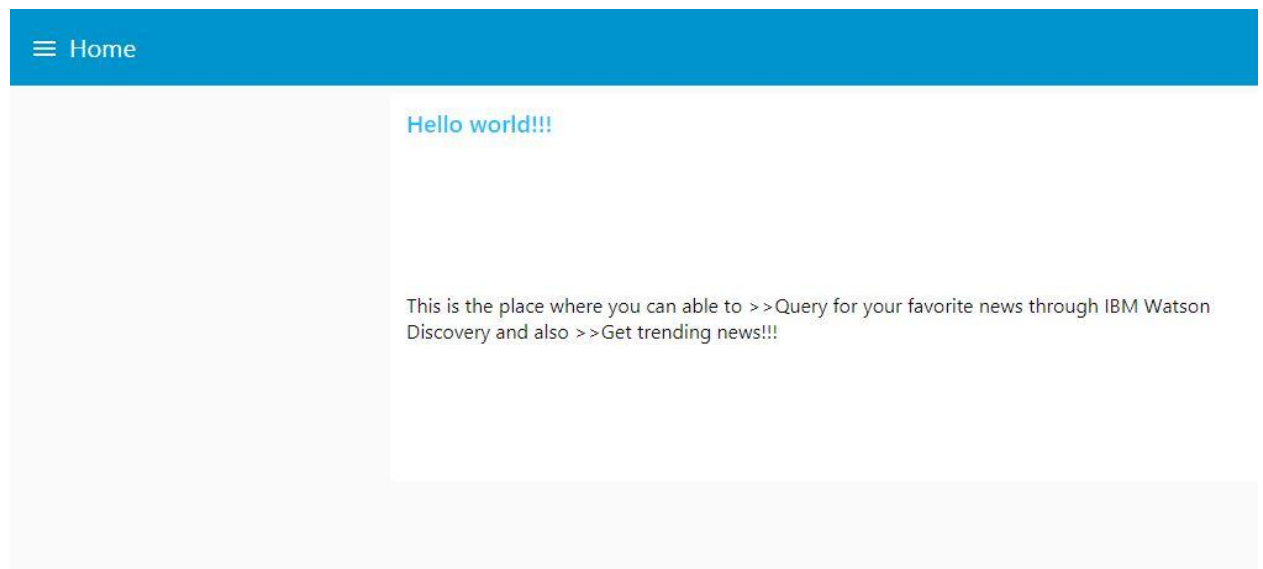 Home
Hello world!!!
This is the place where you can able to >>Query for your favorite news through IBM Watson
Discovery and also >>Get trending news!!!